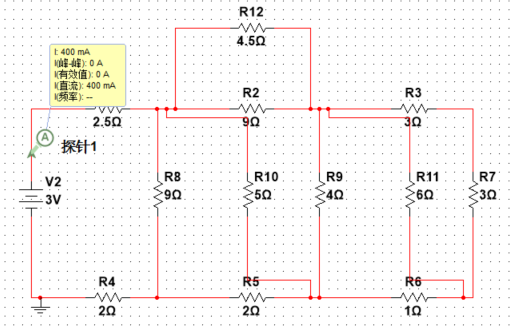 R12
4.5Ω
I: 400 mA
I(峰-峰): 0 A
I(有效值): 0 A
I(直流): 400 mA
I(频率): --
2.5Ω
R2
9Ω
R3
3Ω
A
探针1
V2
3V
R8
9Ω
R10
5Ω
R9
4Ω
R11
6Ω
R7
3Ω
R4
2Ω
R5
2Ω
R6
1Ω